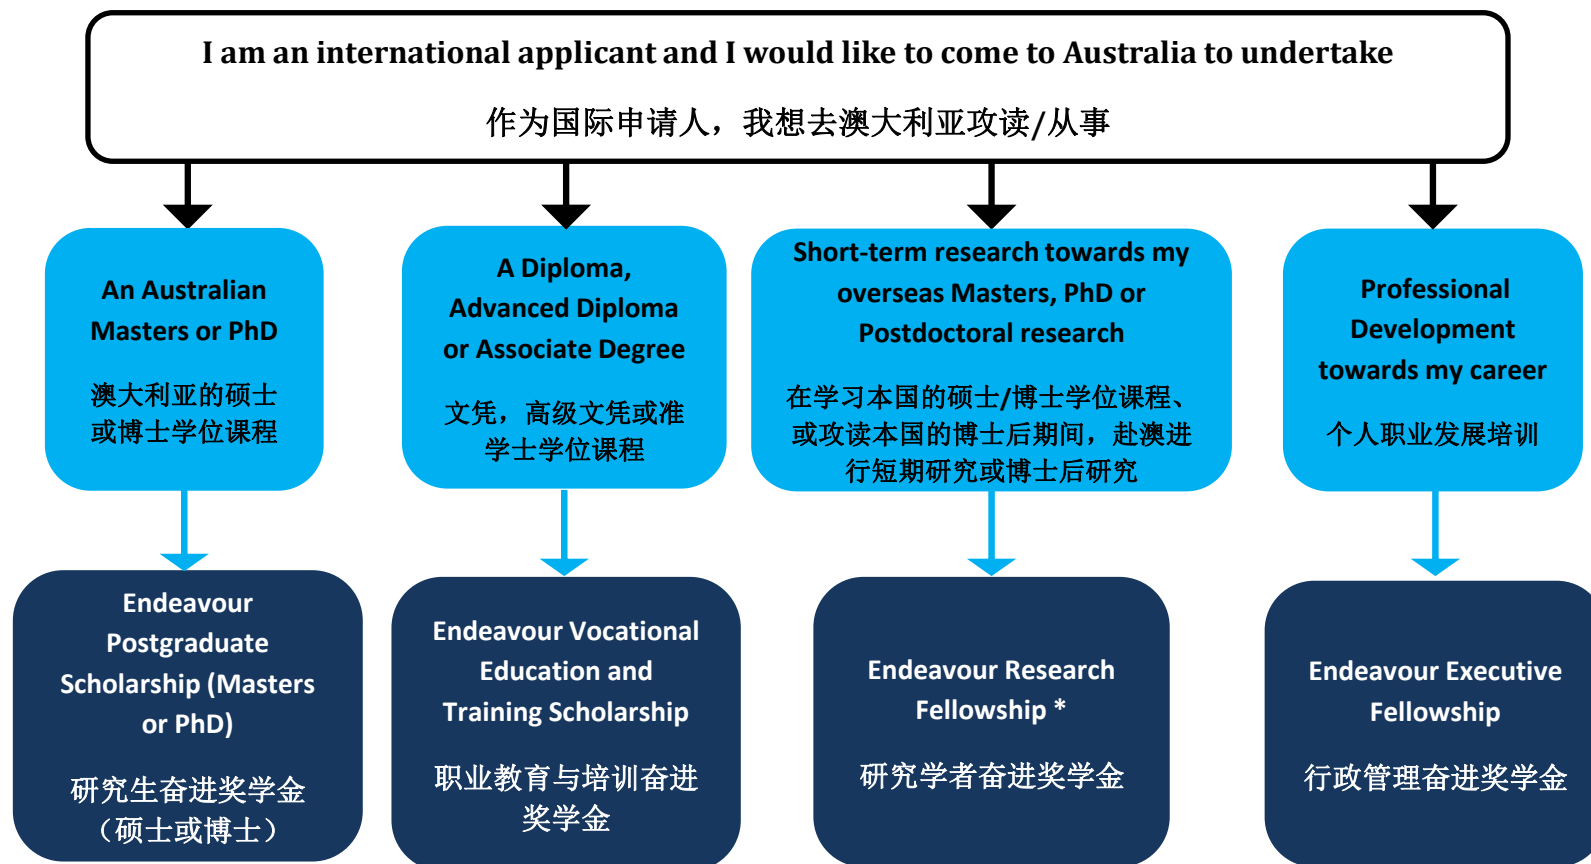 I am an international applicant and I would like to come to Australia to undertake
作为国际申请人，我想去澳大利亚攻读/从事
An Australian
Masters or PhD
澳大利亚的硕士
或博士学位课程
A Diploma,
Advanced Diploma
or Associate Degree
文凭，高级文凭或准
学士学位课程
Short-term research towards my
overseas Masters, PhD or
Postdoctoral research
在学习本国的硕士/博士学位课程、
或攻读本国的博士后期间，赴澳进
行短期研究或博士后研究
Professional
Development
towards my career
个人职业发展培训
Endeavour
Postgraduate
Scholarship (Masters
or PhD)
研究生奋进奖学金
（硕士或博士）
Endeavour Vocational
Education and
Training Scholarship
职业教育与培训奋进
奖学金
Endeavour Research
Fellowship *
研究学者奋进奖学金
Endeavour Executive
Fellowship
行政管理奋进奖学金